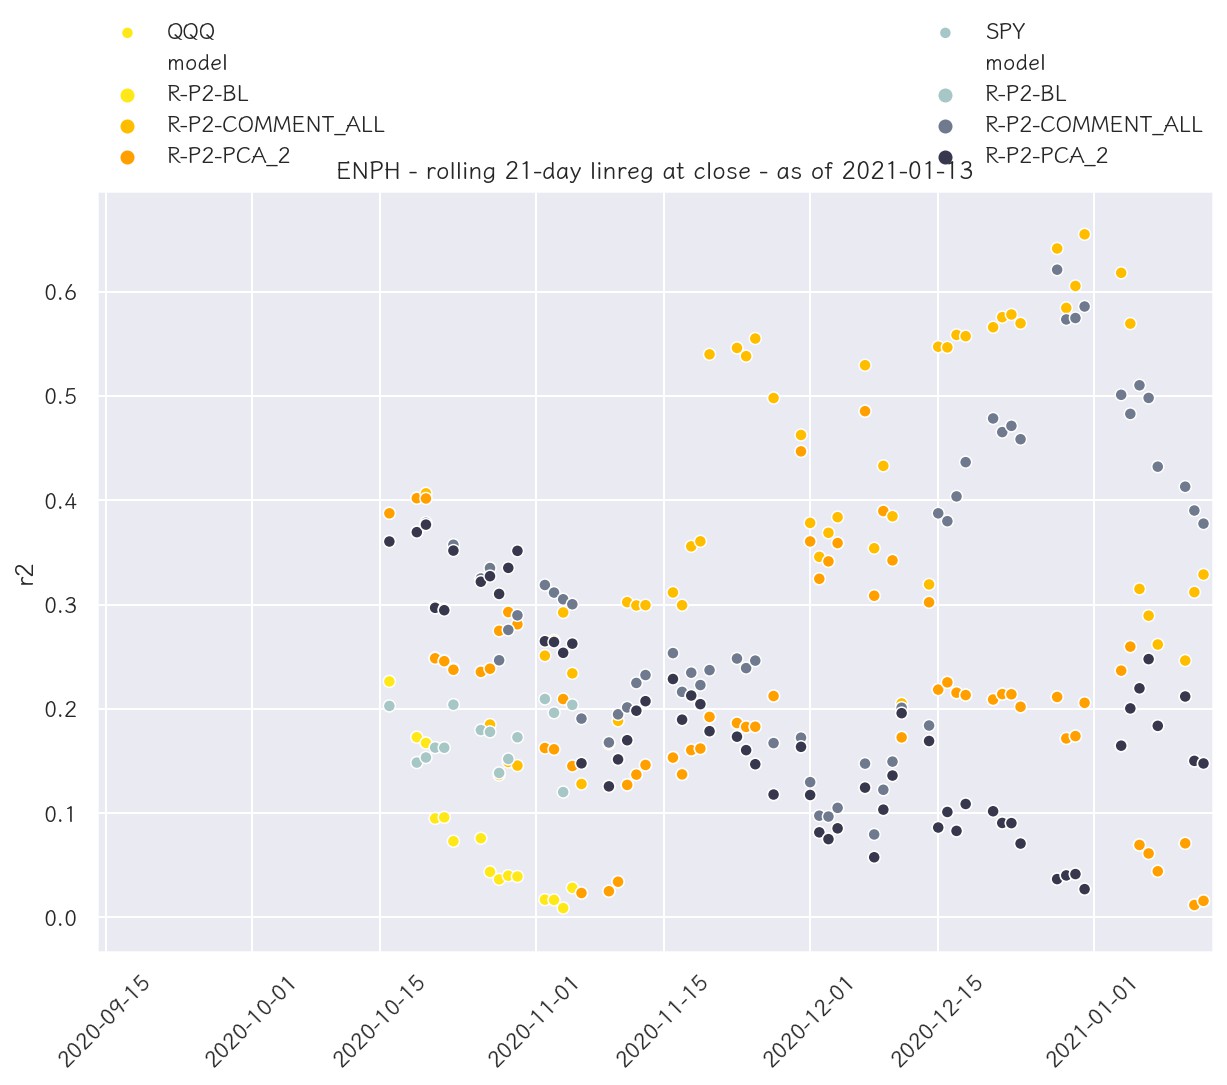 QQQ
model
R-P2-BL
R-P2-COMMENT_ALL
R-P2-PCA_2
SPY
model
R-P2-BL
R-P2-COMMENT_ALL
R-P2-PCA_2
ENPH - rolling 21-day linreg at close - as of 2021-01-13
r2
0.6
0.5
0.4
0.3
0.2
0.1
0.0
2020-09-15
2020-10-01
2020-10-15
2020-11-01
2020-11-15
2020-12-01
2020-12-15
2021-01-01